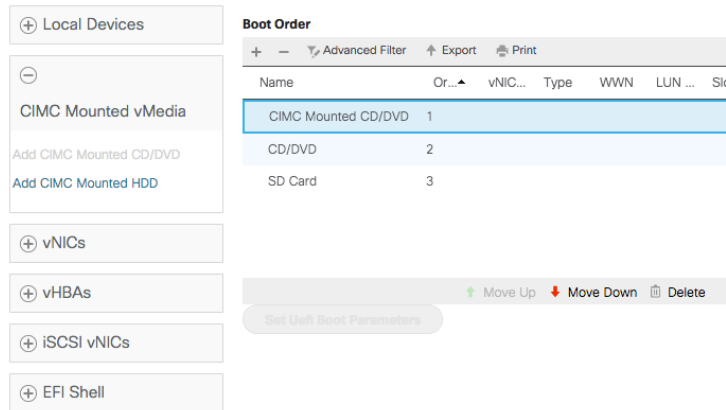 Local Devices
CIMC Mounted vMedia
Add CIMC Mounted CD/DVD
Add CIMC Mounted HDD
vNICs
vHBAs
iSCSI vNICs
EFI Shell
Boot Order
+ − Advanced Filter Export Print
Name Or... vNIC... Type WWN LUN ... Slo
CIMC Mounted CD/DVD 1
CD/DVD 2
SD Card 3
Move Up Move Down Delete
Set Uefi Boot Parameters